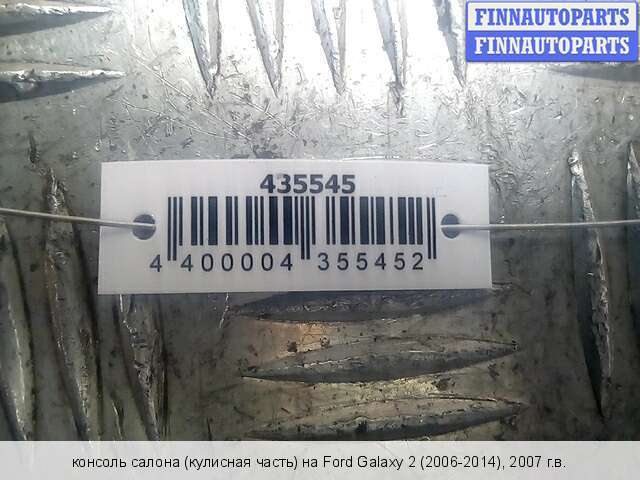 FINNAUTOPARTS
FINNAUTOPARTS
435545
4 400004 355452
консоль салона (кулисная часть) на Ford Galaxy 2 (2006-2014), 2007 г.в.